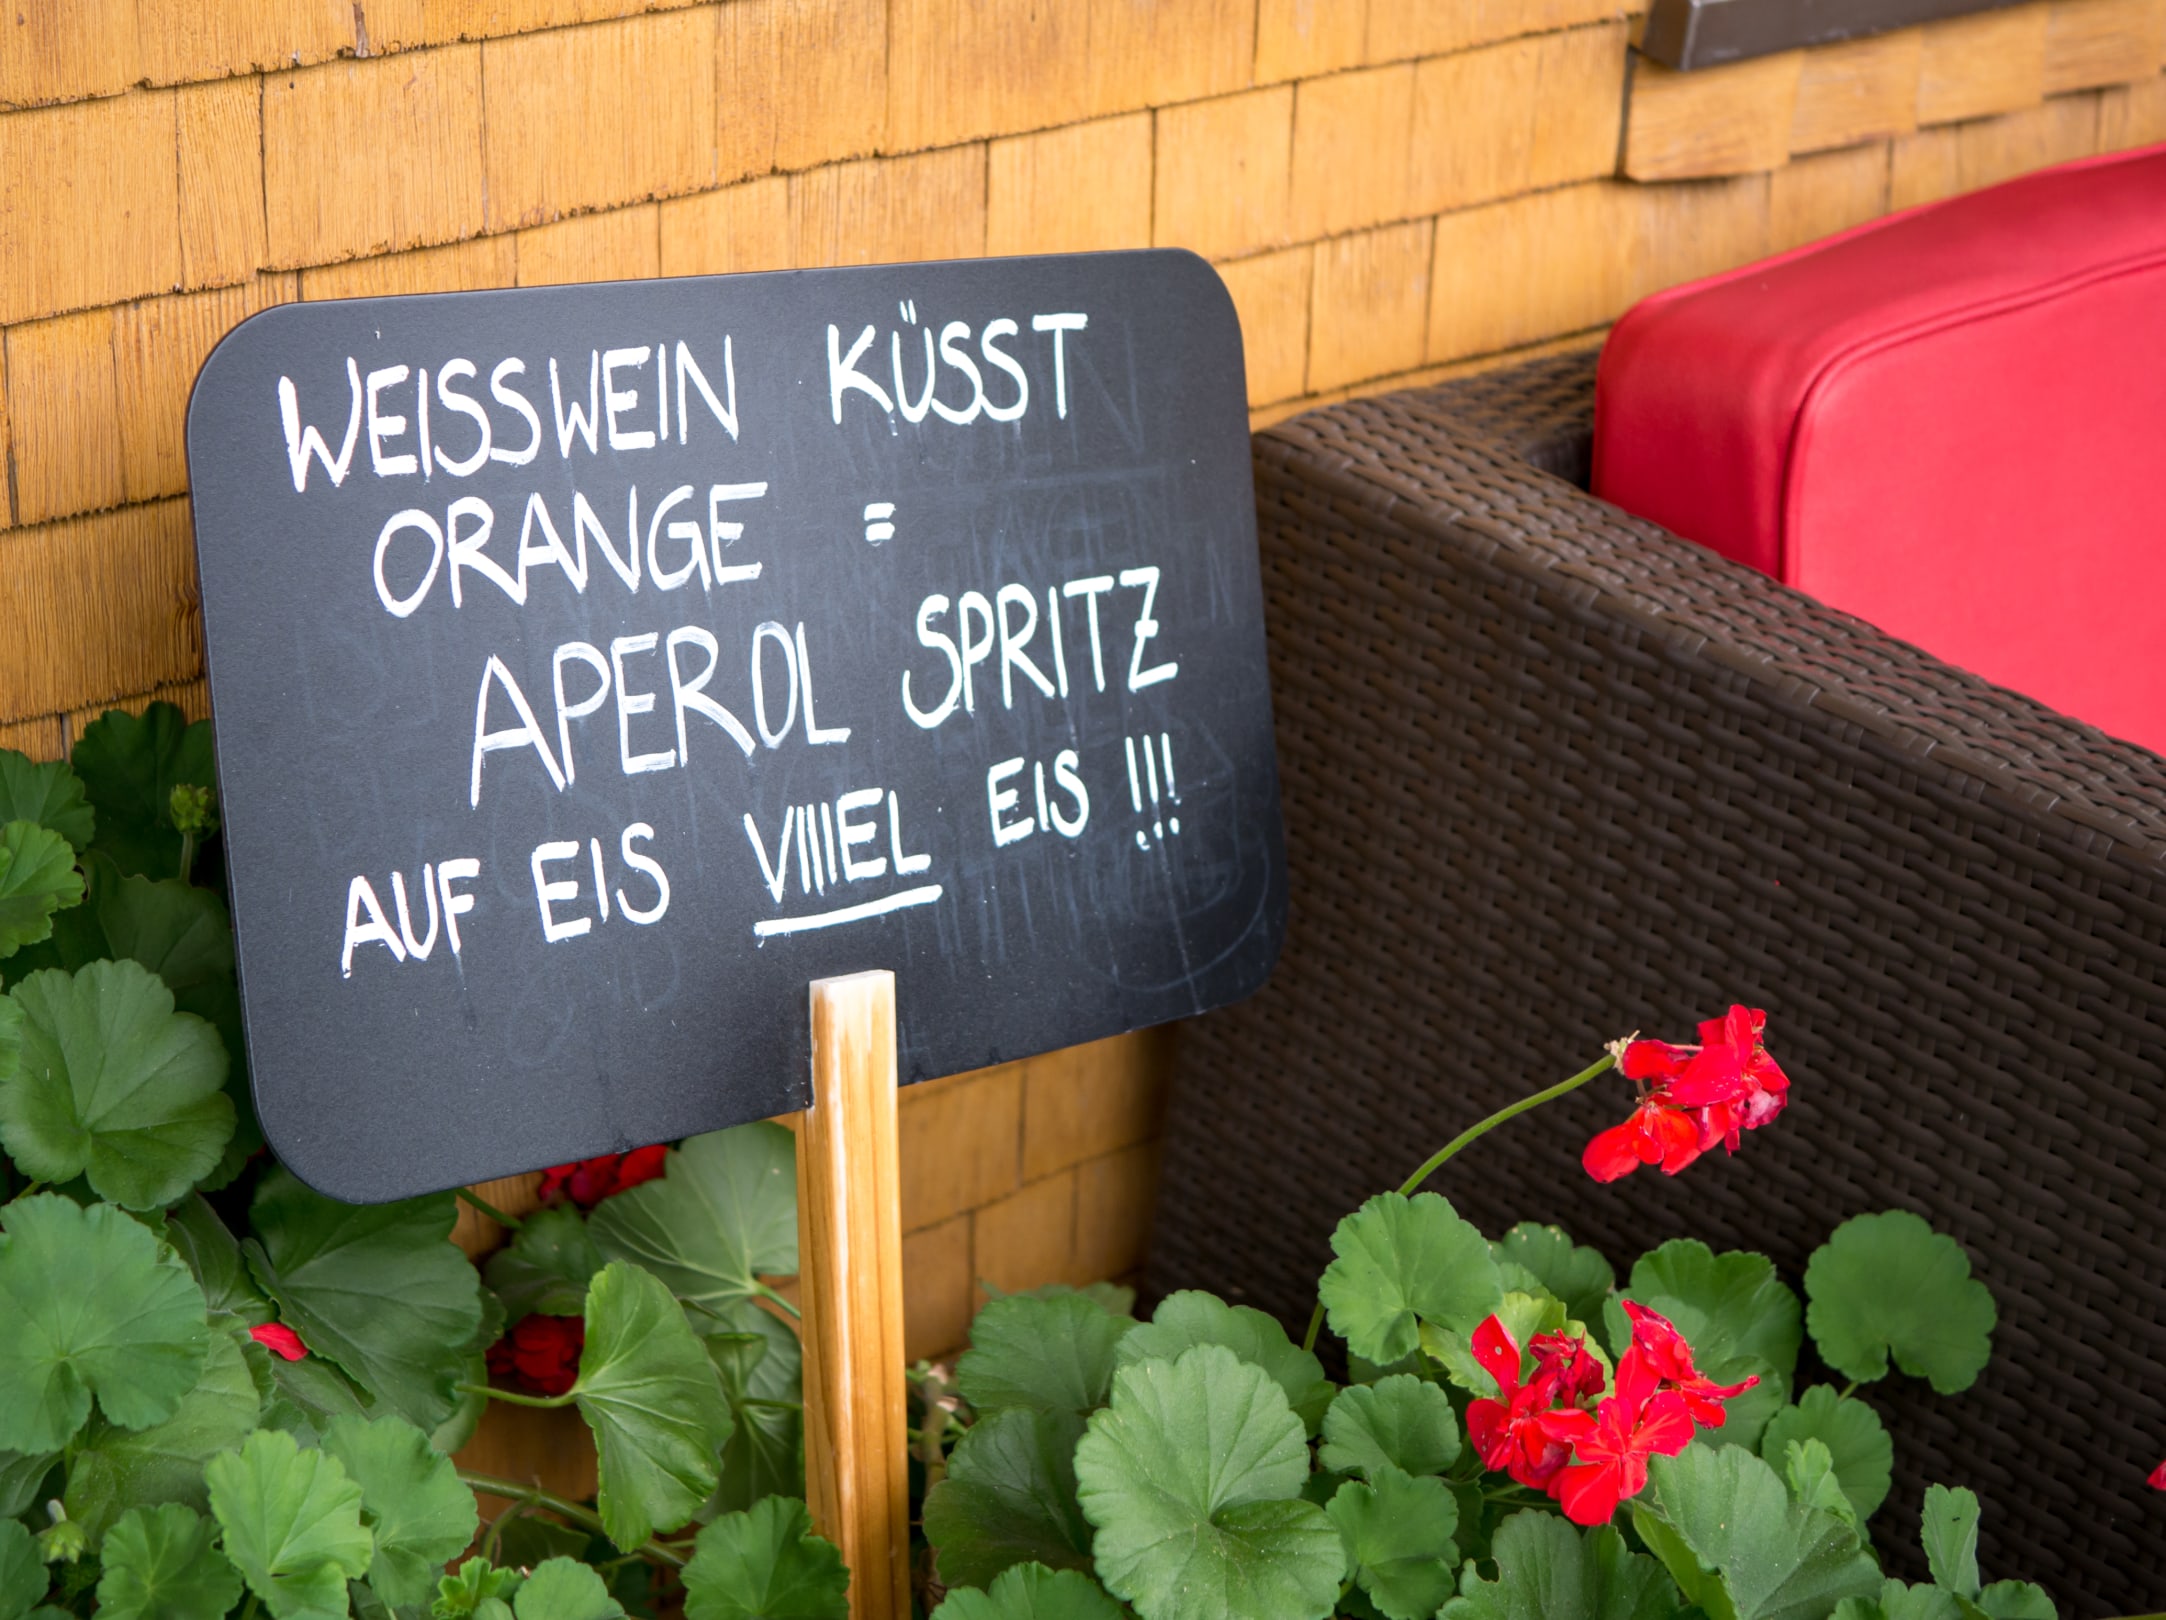 WEISSWEIN KÜSST
ORANGE =
APEROL SPRITZ
AUF EIS VIIIEL EIS !!!